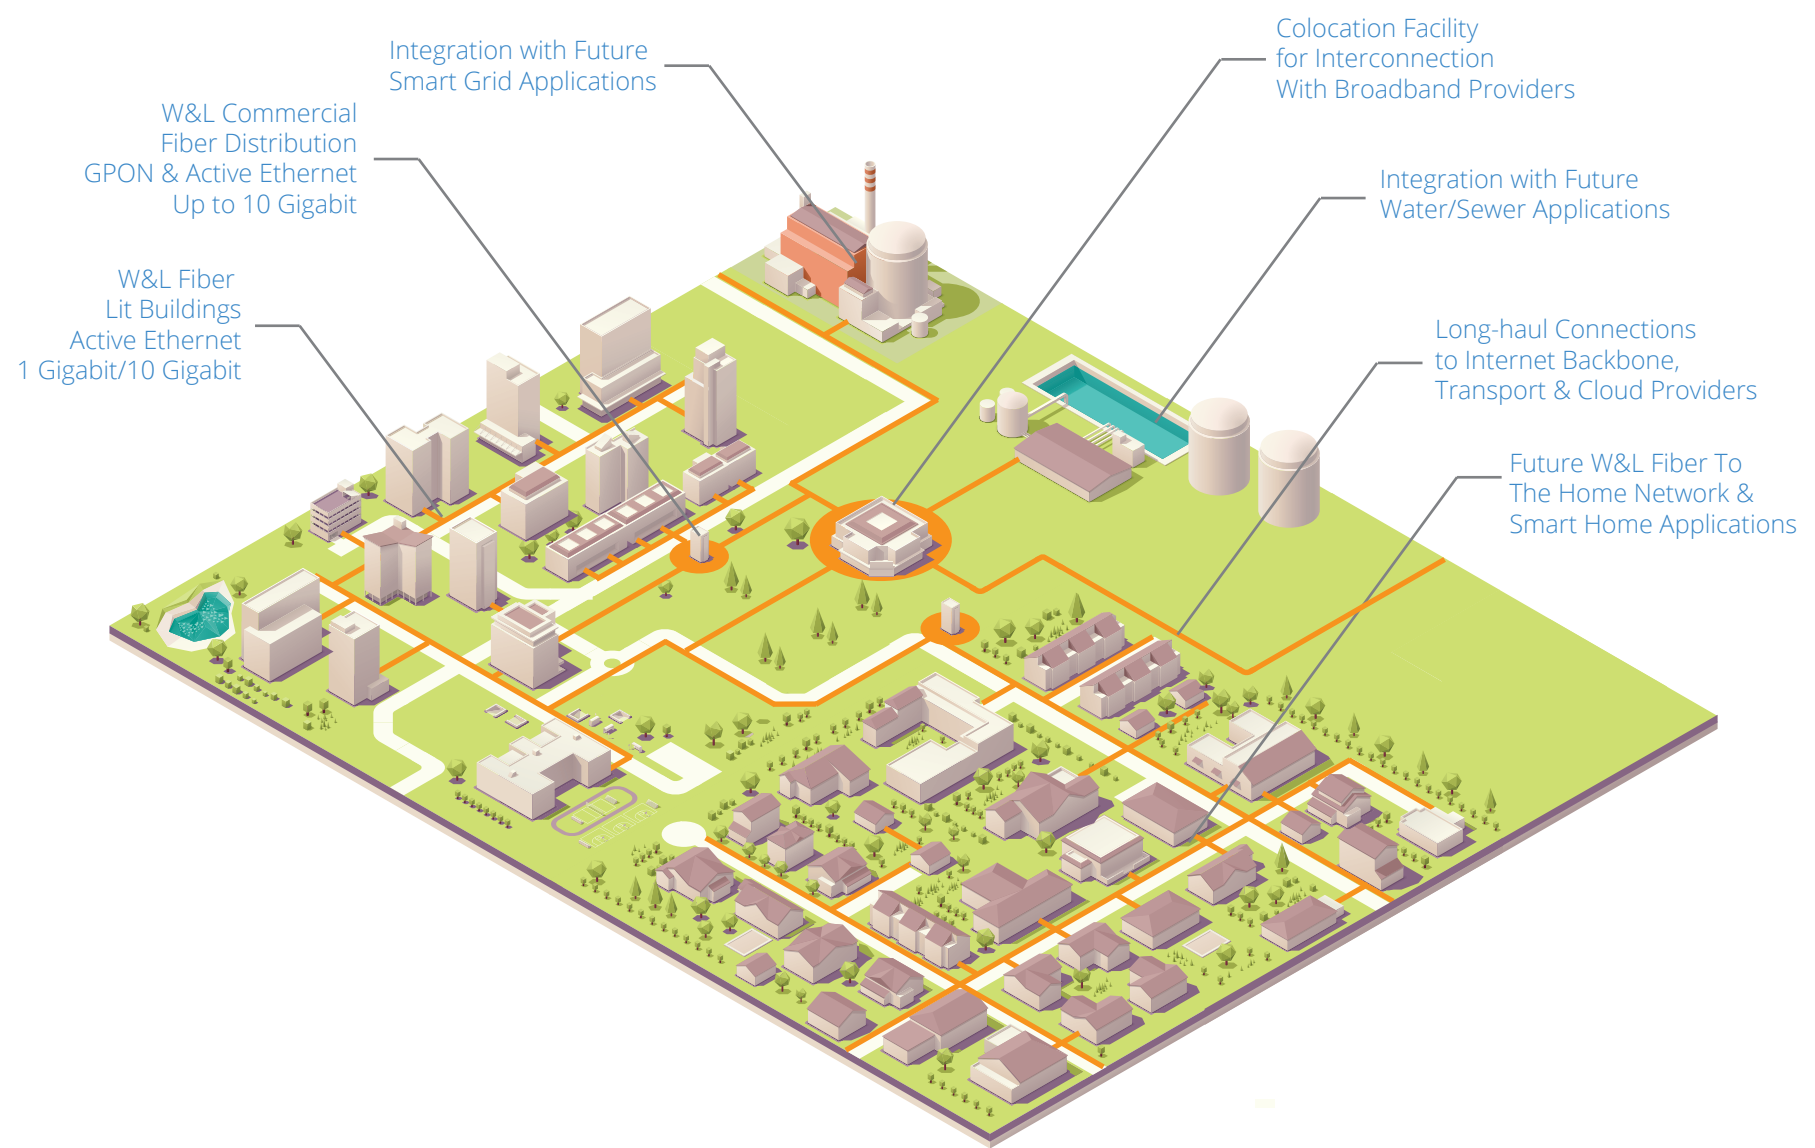 Integration with Future
Smart Grid Applications
Colocation Facility
for Interconnection
With Broadband Providers
W&L Commercial
Fiber Distribution
GPON & Active Ethernet
Up to 10 Gigabit
Integration with Future
Water/Sewer Applications
W&L Fiber
Lit Buildings
Active Ethernet
1 Gigabit/10 Gigabit
Long-haul Connections
to Internet Backbone,
Transport & Cloud Providers
Future W&L Fiber To
The Home Network &
Smart Home Applications